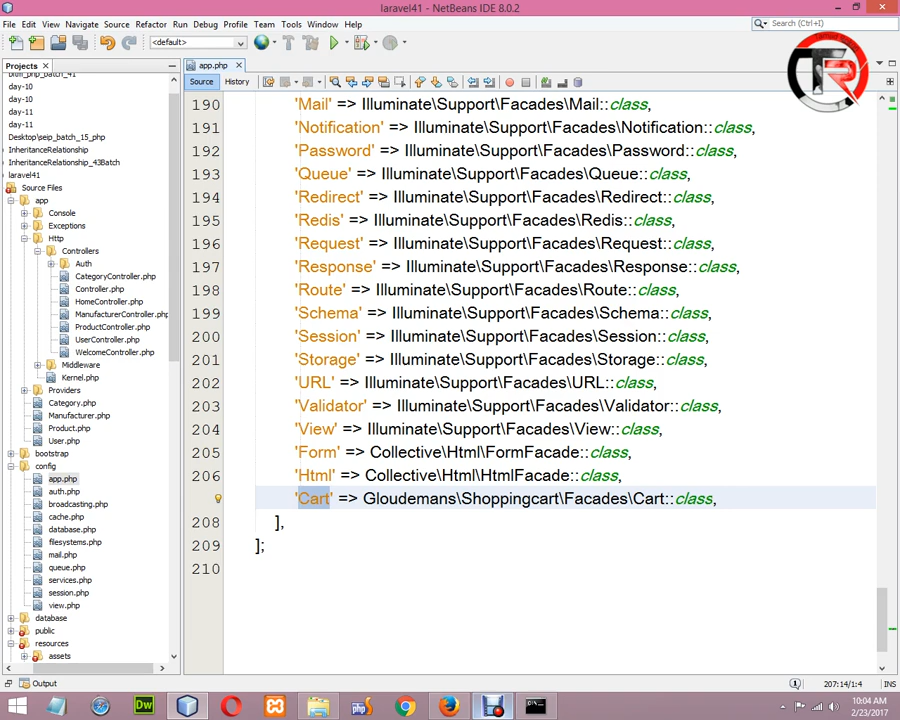 laravel41 - NetBeans IDE 8.0.2
File Edit View Navigate Source Refactor Run Debug Profile Team Tools Window Help
Search (Ctrl+I)
<default>
Projects
app.php
Source History
bitm_php_batch_41
day-10
day-10
day-11
day-11
Desktop\seip_batch_15_php
InheritanceRelationship
InheritanceRelationship_43Batch
laravel41
Source Files
app
Console
Exceptions
Http
Controllers
Auth
CategoryController.php
Controller.php
HomeController.php
ManufacturerController.php
ProductController.php
UserController.php
WelcomeController.php
Middleware
Kernel.php
Providers
Category.php
Manufacturer.php
Product.php
User.php
bootstrap
config
app.php
auth.php
broadcasting.php
cache.php
database.php
filesystems.php
mail.php
queue.php
services.php
session.php
view.php
database
public
resources
assets
190 'Mail' => Illuminate\Support\Facades\Mail::class,
191 'Notification' => Illuminate\Support\Facades\Notification::class,
192 'Password' => Illuminate\Support\Facades\Password::class,
193 'Queue' => Illuminate\Support\Facades\Queue::class,
194 'Redirect' => Illuminate\Support\Facades\Redirect::class,
195 'Redis' => Illuminate\Support\Facades\Redis::class,
196 'Request' => Illuminate\Support\Facades\Request::class,
197 'Response' => Illuminate\Support\Facades\Response::class,
198 'Route' => Illuminate\Support\Facades\Route::class,
199 'Schema' => Illuminate\Support\Facades\Schema::class,
200 'Session' => Illuminate\Support\Facades\Session::class,
201 'Storage' => Illuminate\Support\Facades\Storage::class,
202 'URL' => Illuminate\Support\Facades\URL::class,
203 'Validator' => Illuminate\Support\Facades\Validator::class,
204 'View' => Illuminate\Support\Facades\View::class,
205 'Form' => Collective\Html\FormFacade::class,
206 'Html' => Collective\Html\HtmlFacade::class,
'Cart' => Gloudemans\Shoppingcart\Facades\Cart::class,
208 ],
209 ];
210
Output
207:14/1:4 INS
Dw
php
10:04 AM
2/23/2017